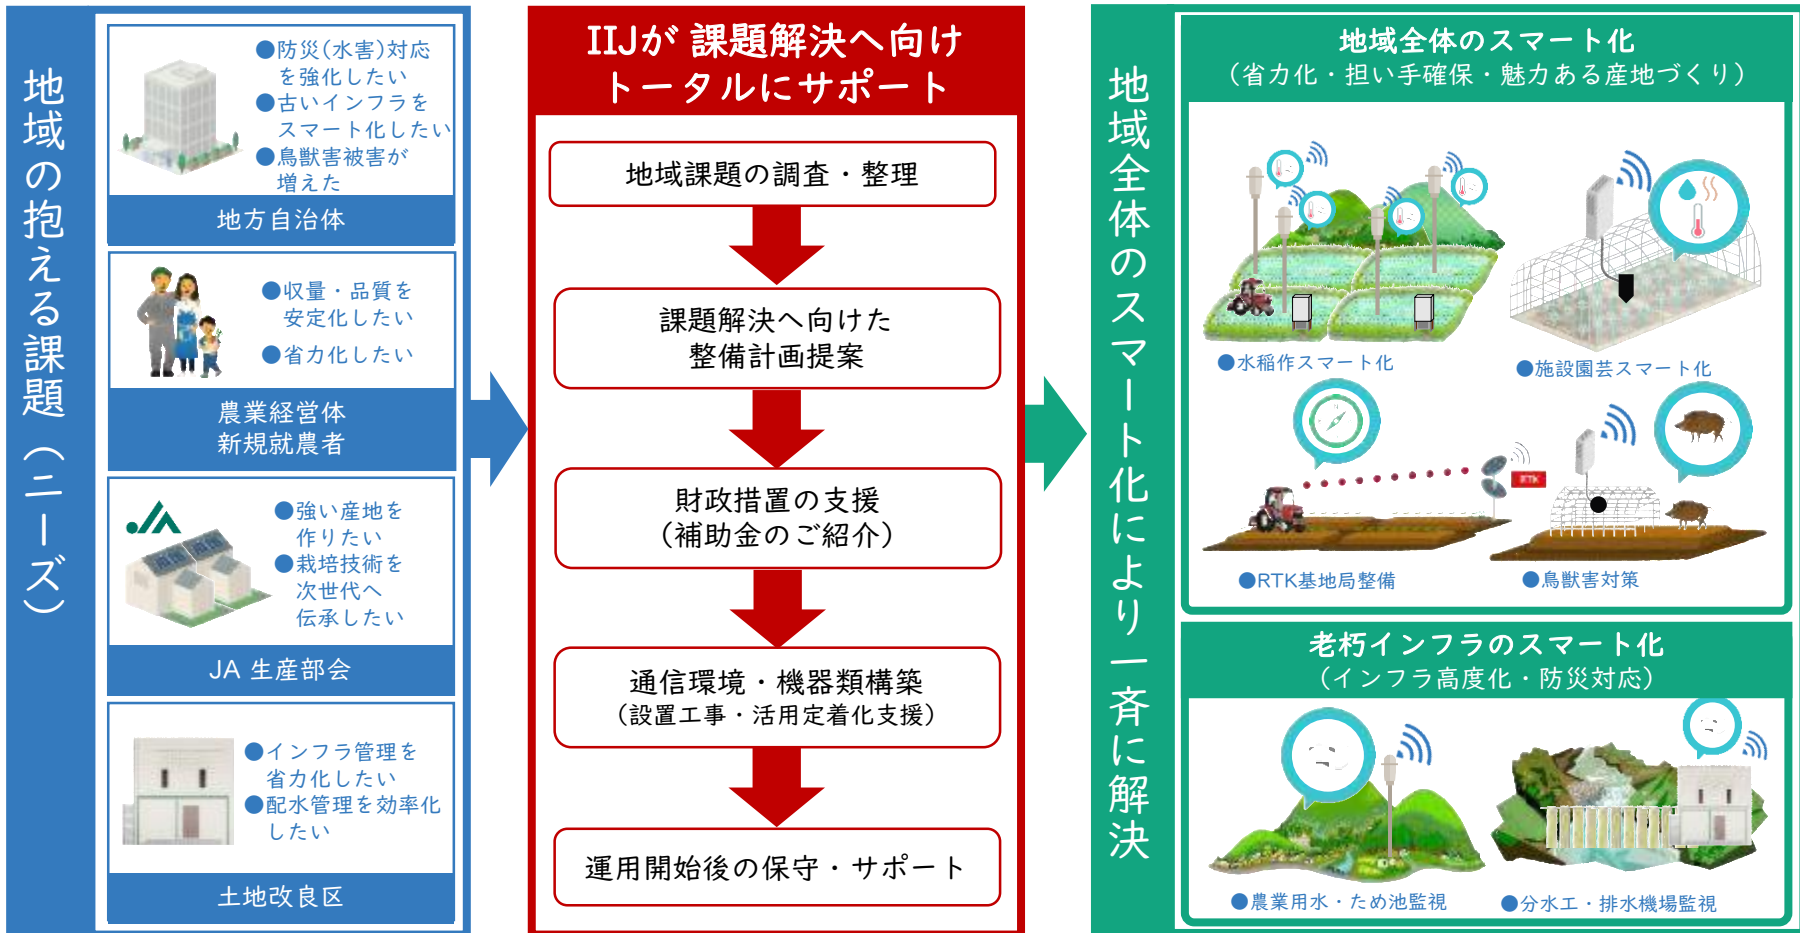 地域の抱える課題（ニーズ）
●防災(水害)対応
を強化したい
●古いインフラを
スマート化したい
●鳥獣害被害が
増えた
地方自治体
●収量・品質を
安定化したい
●省力化したい
農業経営体
新規就農者
JA
●強い産地を
作りたい
●栽培技術を
次世代へ
伝承したい
JA 生産部会
●インフラ管理を
省力化したい
●配水管理を効率化
したい
土地改良区
IIJが 課題解決へ向け
トータルにサポート
地域課題の調査・整理
課題解決へ向けた
整備計画提案
財政措置の支援
(補助金のご紹介)
通信環境・機器類構築
(設置工事・活用定着化支援)
運用開始後の保守・サポート
地域全体のスマート化により一斉に解決
地域全体のスマート化
(省力化・担い手確保・魅力ある産地づくり)
●水稲作スマート化
●施設園芸スマート化
RTK
●RTK基地局整備
●鳥獣害対策
老朽インフラのスマート化
(インフラ高度化・防災対応)
●農業用水・ため池監視
●分水工・排水機場監視